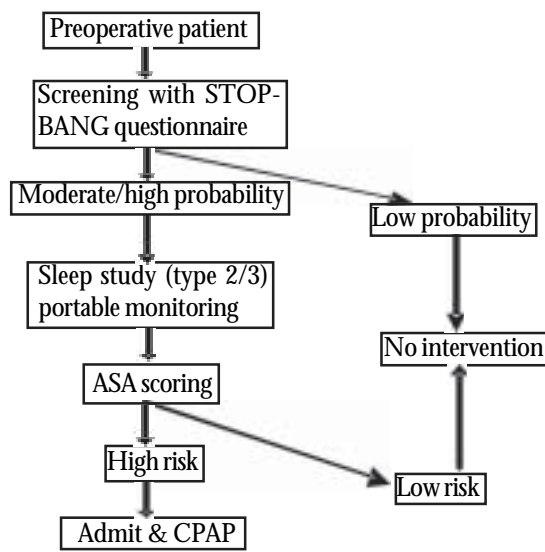 Preoperative patient
Screening with STOP-
BANG questionnaire
Moderate/high probability
Low probability
Sleep study (type 2/3)
portable monitoring
No intervention
ASA scoring
High risk
Low risk
Admit & CPAP